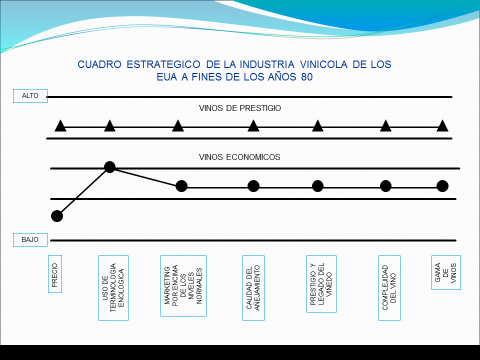 CUADRO ESTRATEGICO DE LA INDUSTRIA VINICOLA DE LOS
EUA A FINES DE LOS AÑOS 80
ALTO
VINOS DE PRESTIGIO
VINOS ECONOMICOS
BAJO
PRECIO
USO DE
TERMINOLOGIA
ENOLOGICA
MARKETING
POR ENCIMA
DE LOS
NIVELES
NORMALES
CAUDAD DEL
AÑEJAMIENTO
PRESTIGIO Y
LEGADO DEL
VIÑEDO
COMPLEJIDAD
DEL VINO
GAMA
DE
VINOS